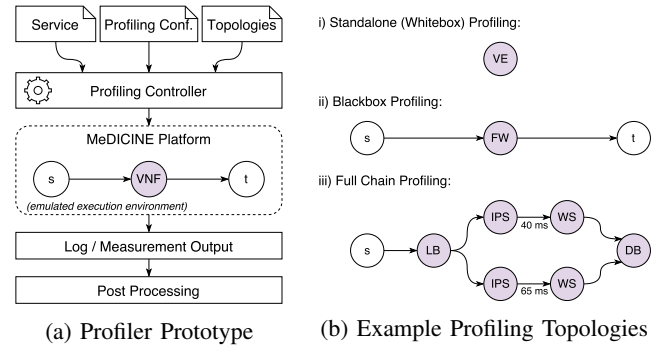 Service
Profiling Conf.
Topologies
Profiling Controller
MeDICINE Platform
s
VNF
t
(emulated execution environment)
Log / Measurement Output
Post Processing
(a) Profiler Prototype
i) Standalone (Whitebox) Profiling:
VE
ii) Blackbox Profiling:
s
FW
t
iii) Full Chain Profiling:
IPS
40 ms
WS
s
LB
DB
IPS
65 ms
WS
(b) Example Profiling Topologies